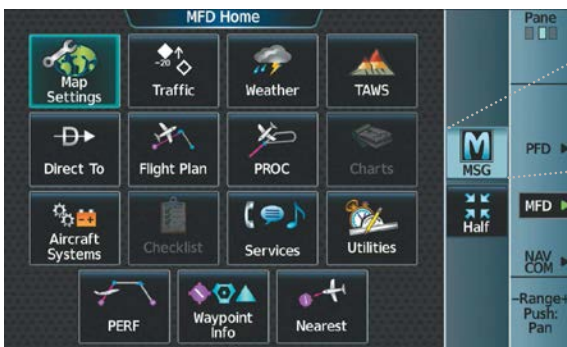 MFD Home
Pane
Map
Settings
Traffic
-20
Weather
TAWS
Direct To
Flight Plan
PROC
Charts
MSG
PFD
Aircraft
Systems
Checklist
Services
Utilities
Half
MFD
NAV
COM
PERF
Waypoint
Info
Nearest
-Range+
Push:
Pan